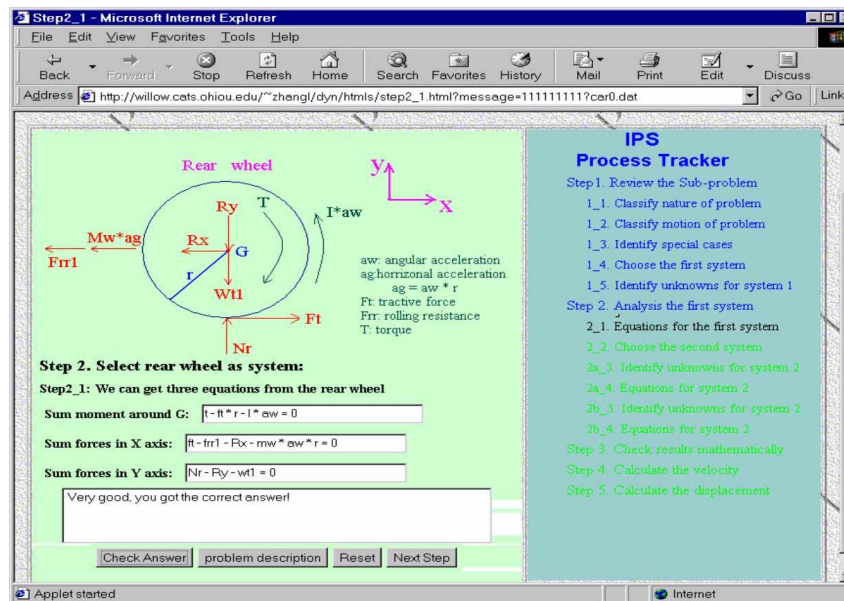 Step2_1 - Microsoft Internet Explorer
File Edit View Favorites Tools Help
Back Forward Stop Refresh Home Search Favorites History Mail Print Edit Discuss
Address http://willow.cats.ohiou.edu/~zhangl/dyn/htmls/step2_1.html?message=111111111?car0.dat Go Link
Rear wheel
y
x
Ry
T
I*aw
Mw*ag
Rx
G
Frr1
r
Wt1
Ft
Nr
aw: angular acceleration
ag:horrizonal acceleration
ag = aw * r
Ft: tractive force
Frr: rolling resistance
T: torque
Step 2. Select rear wheel as system:
Step2_1: We can get three equations from the rear wheel
Sum moment around G: t - ft * r - I * aw = 0
Sum forces in X axis: ft - frr1 - Rx - mw * aw * r = 0
Sum forces in Y axis: Nr - Ry - wt1 = 0
Very good, you got the correct answer!
Check Answer problem description Reset Next Step
IPS
Process Tracker
Step1. Review the Sub-problem
1_1. Classify nature of problem
1_2. Classify motion of problem
1_3. Identify special cases
1_4. Choose the first system
1_5. Identify unknowns for system 1
Step 2. Analysis the first system
2_1. Equations for the first system
2_2. Choose the second system
2a_3. Identify unknowns for system 2
2a_4. Equations for system 2
2b_3. Identify unknowns for system 2
2b_4. Equations for system 2
Step 3. Check results mathematically
Step 4. Calculate the velocity
Step 5. Calculate the displacement
Applet started
Internet